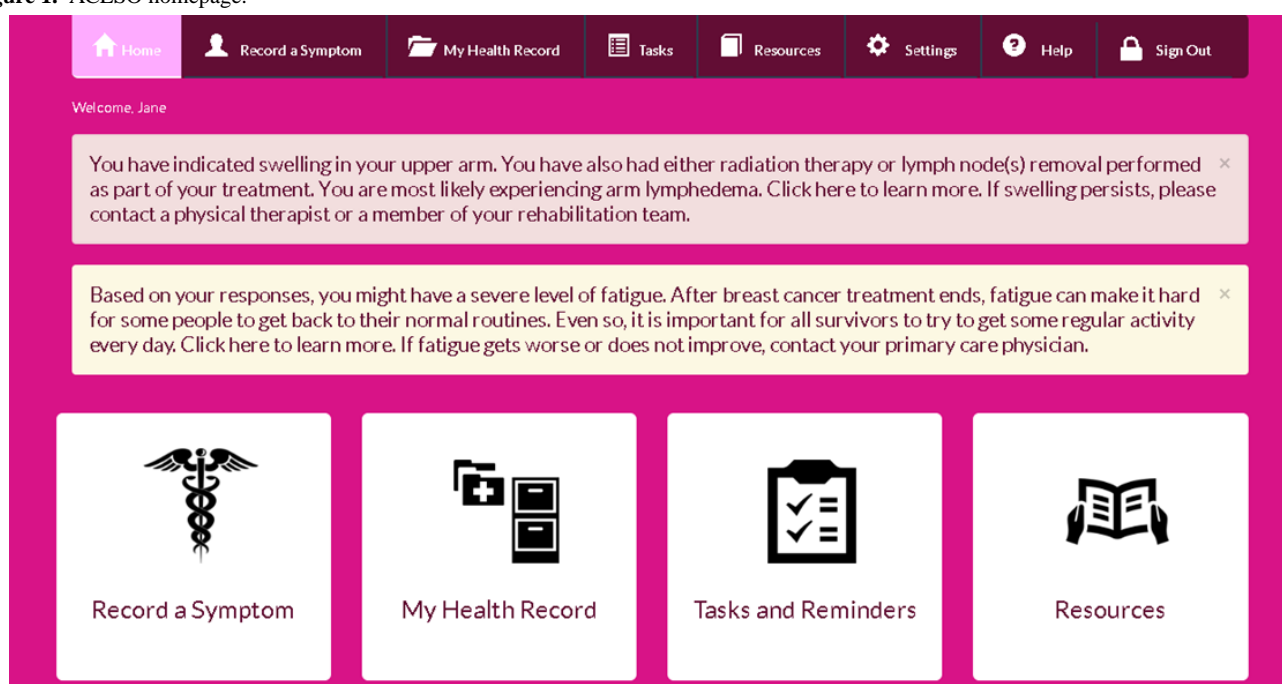 Figure 1. ACESO homepage.
Home Record a Symptom My Health Record Tasks Resources Settings Help Sign Out
Welcome, Jane
You have indicated swelling in your upper arm. You have also had either radiation therapy or lymph node(s) removal performed ×
as part of your treatment. You are most likely experiencing arm lymphedema. Click here to learn more. If swelling persists, please
contact a physical therapist or a member of your rehabilitation team.
Based on your responses, you might have a severe level of fatigue. After breast cancer treatment ends, fatigue can make it hard ×
for some people to get back to their normal routines. Even so, it is important for all survivors to try to get some regular activity
every day. Click here to learn more. If fatigue gets worse or does not improve, contact your primary care physician.
Record a Symptom My Health Record Tasks and Reminders Resources